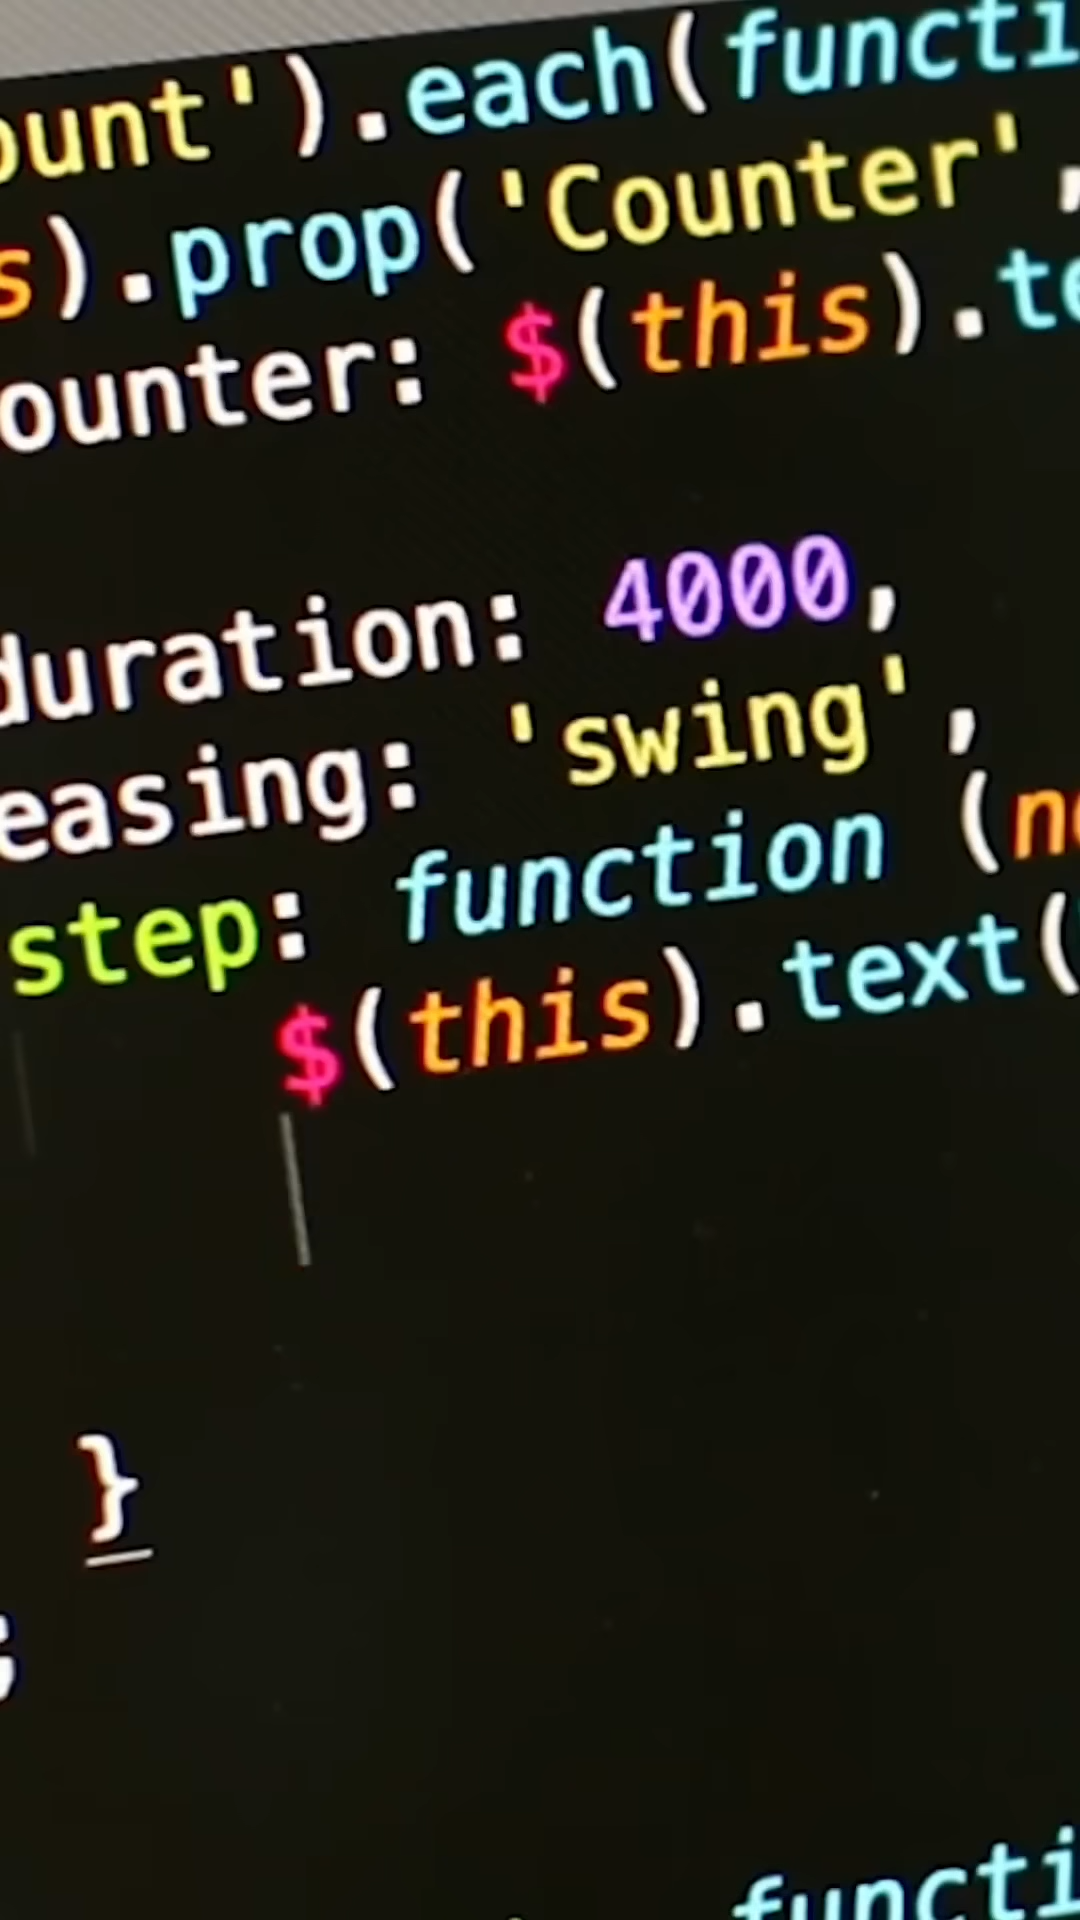 ount').each(functi
s).prop('Counter',
ounter: $(this).te
duration: 4000,
easing: 'swing',
step: function (n
$(this).text(
}
;
functi